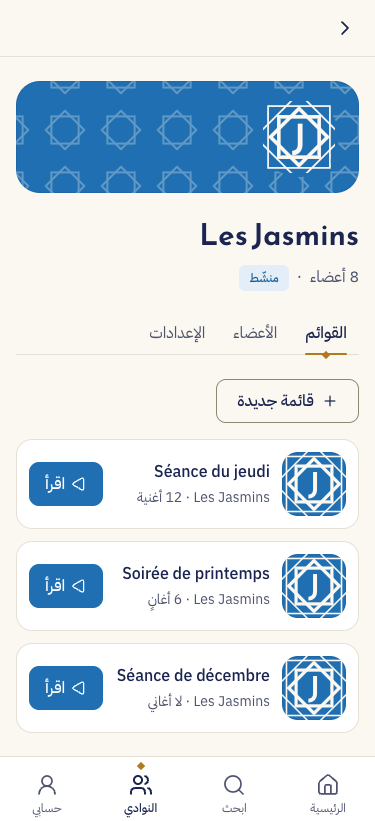 J
Les Jasmins
8 أعضاء · منشّط
القوائم الأعضاء الإعدادات
+ قائمة جديدة
J
Séance du jeudi
Les Jasmins · 12 أغنية
اقرأ
J
Soirée de printemps
Les Jasmins · 6 أغانٍ
اقرأ
J
Séance de décembre
Les Jasmins · لا أغاني
اقرأ
الرئيسية ابحث النوادي حسابي